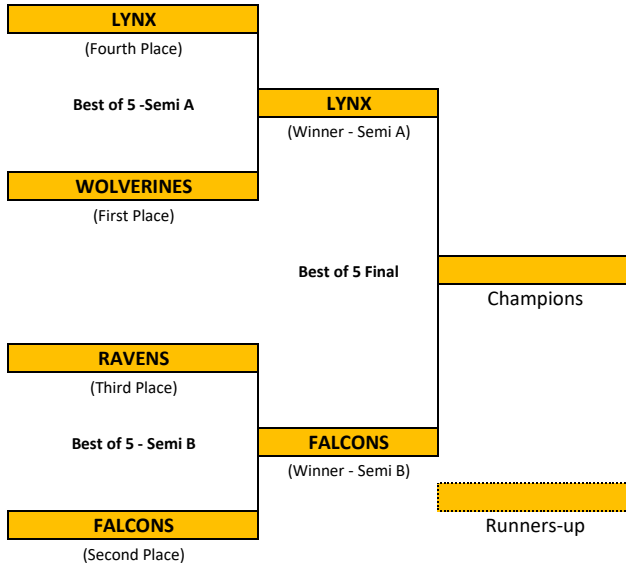 LYNX
(Fourth Place)
Best of 5 -Semi A
LYNX
(Winner - Semi A)
WOLVERINES
(First Place)
Best of 5 Final
Champions
RAVENS
(Third Place)
Best of 5 - Semi B
FALCONS
(Winner - Semi B)
FALCONS
(Second Place)
Runners-up